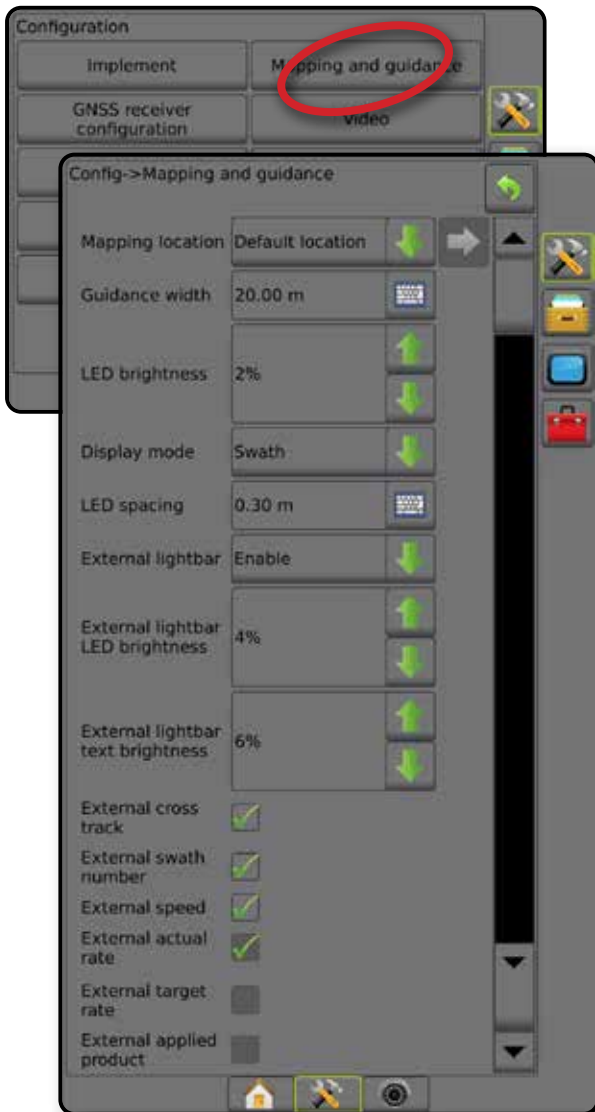 Configuration
Implement
Mapping and guidance
GNSS receiver
configuration
Video
Config->Mapping and guidance
Mapping location
Default location
Guidance width
20.00 m
LED brightness
2%
Display mode
Swath
LED spacing
0.30 m
External lightbar
Enable
External lightbar
LED brightness
4%
External lightbar
text brightness
6%
External cross
track
External swath
number
External speed
External actual
rate
External target
rate
External applied
product